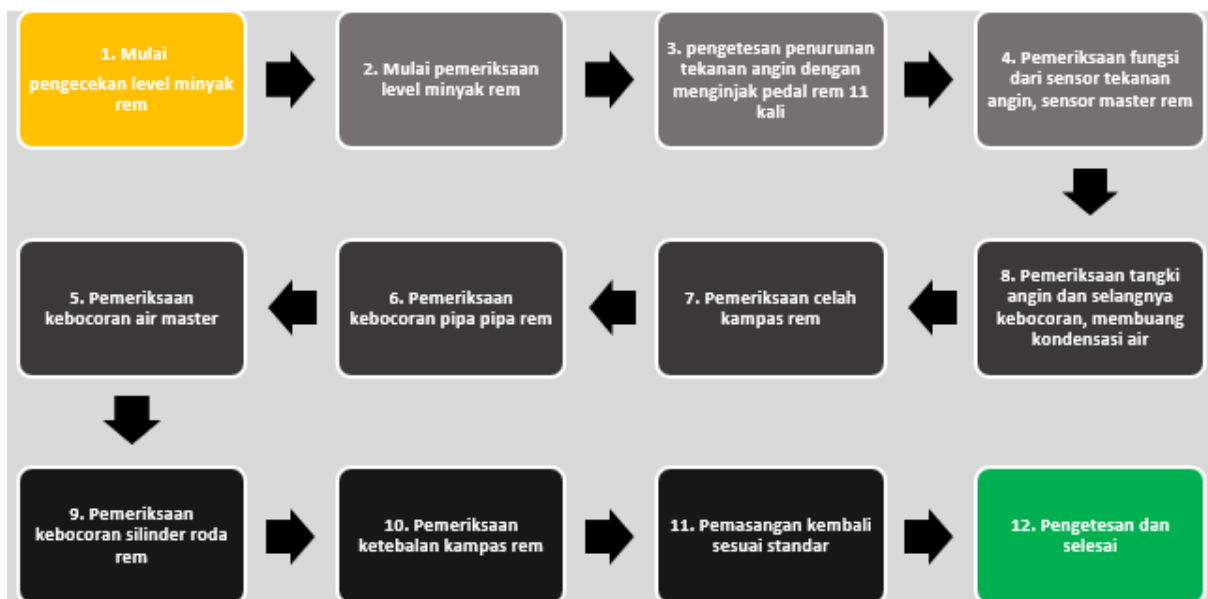 1. Mulai
pengecekan level minyak
rem
2. Mulai pemeriksaan
level minyak rem
3. pengetesan penurunan
tekanan angin dengan
menginjak pedal rem 11
kali
4. Pemeriksaan fungsi
dari sensor tekanan
angin, sensor master rem
5. Pemeriksaan
kebocoran air master
6. Pemeriksaan
kebocoran pipa pipa rem
7. Pemeriksaan celah
kampas rem
8. Pemeriksaan tangki
angin dan selangnya
kebocoran, membuang
kondensasi air
9. Pemeriksaan
kebocoran silinder roda
rem
10. Pemeriksaan
ketebalan kampas rem
11. Pemasangan kembali
sesuai standar
12. Pengetesan dan
selesai